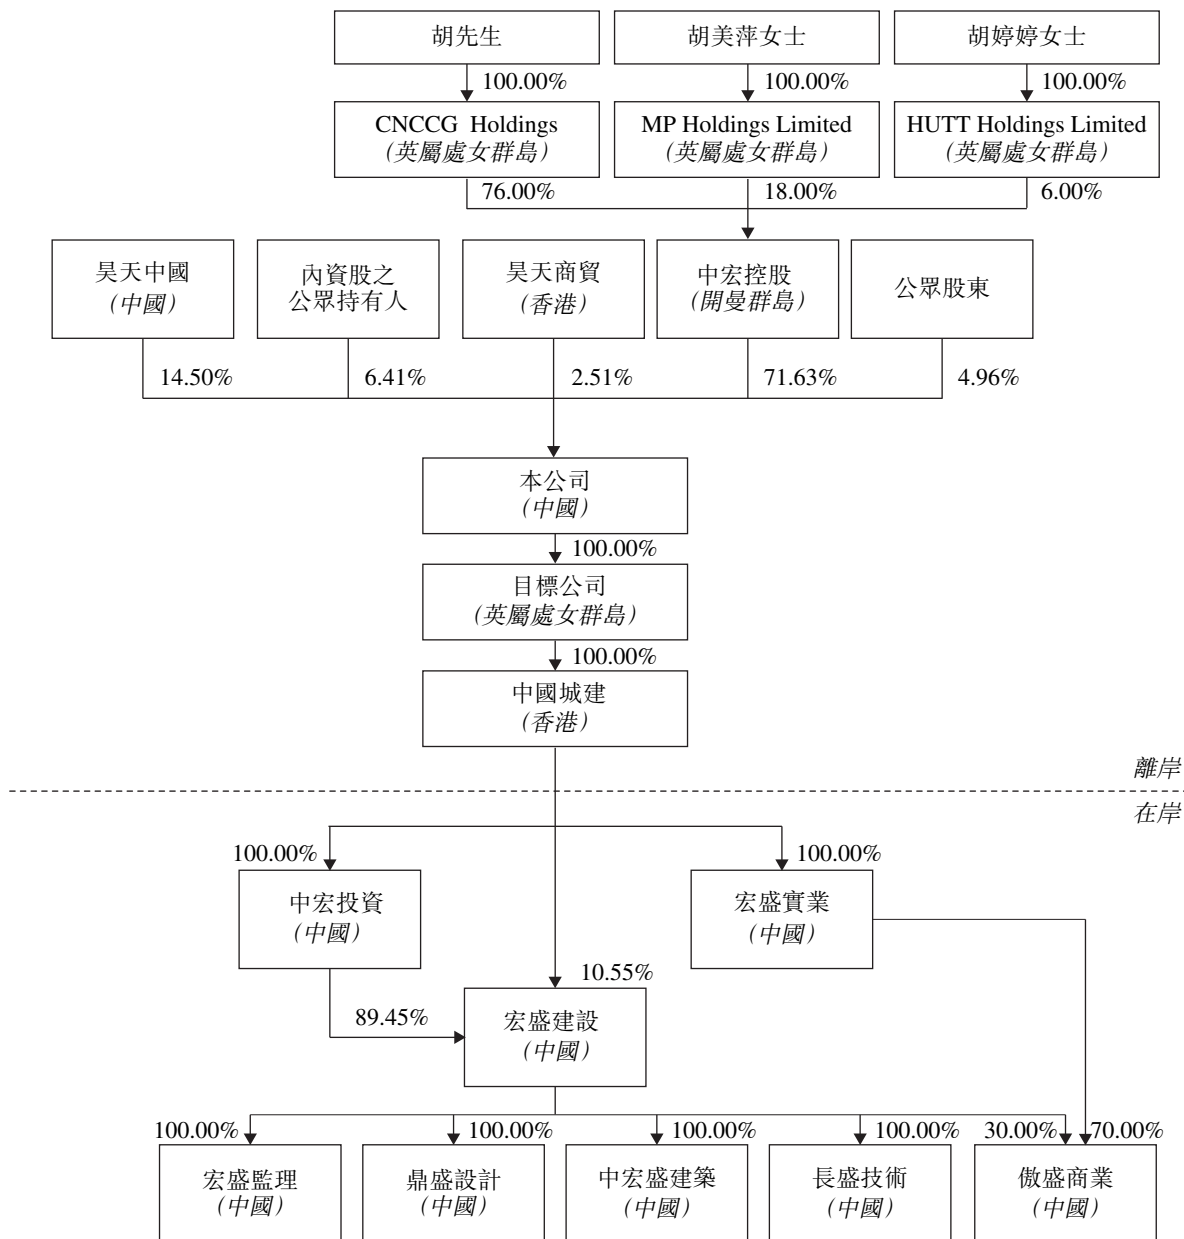 胡先生
胡美萍女士
胡婷婷女士
100.00%
100.00%
100.00%
CNCCG Holdings
(英屬處女群島)
MP Holdings Limited
(英屬處女群島)
HUTT Holdings Limited
(英屬處女群島)
76.00%
18.00%
6.00%
昊天中國
(中國)
內資股之
公眾持有人
昊天商貿
(香港)
中宏控股
(開曼群島)
公眾股東
14.50%
6.41%
2.51%
71.63%
4.96%
本公司
(中國)
100.00%
目標公司
(英屬處女群島)
100.00%
中國城建
(香港)
離岸
在岸
100.00%
100.00%
中宏投資
(中國)
宏盛實業
(中國)
10.55%
89.45%
宏盛建設
(中國)
100.00%
100.00%
100.00%
100.00%
30.00%
70.00%
宏盛監理
(中國)
鼎盛設計
(中國)
中宏盛建築
(中國)
長盛技術
(中國)
傲盛商業
(中國)